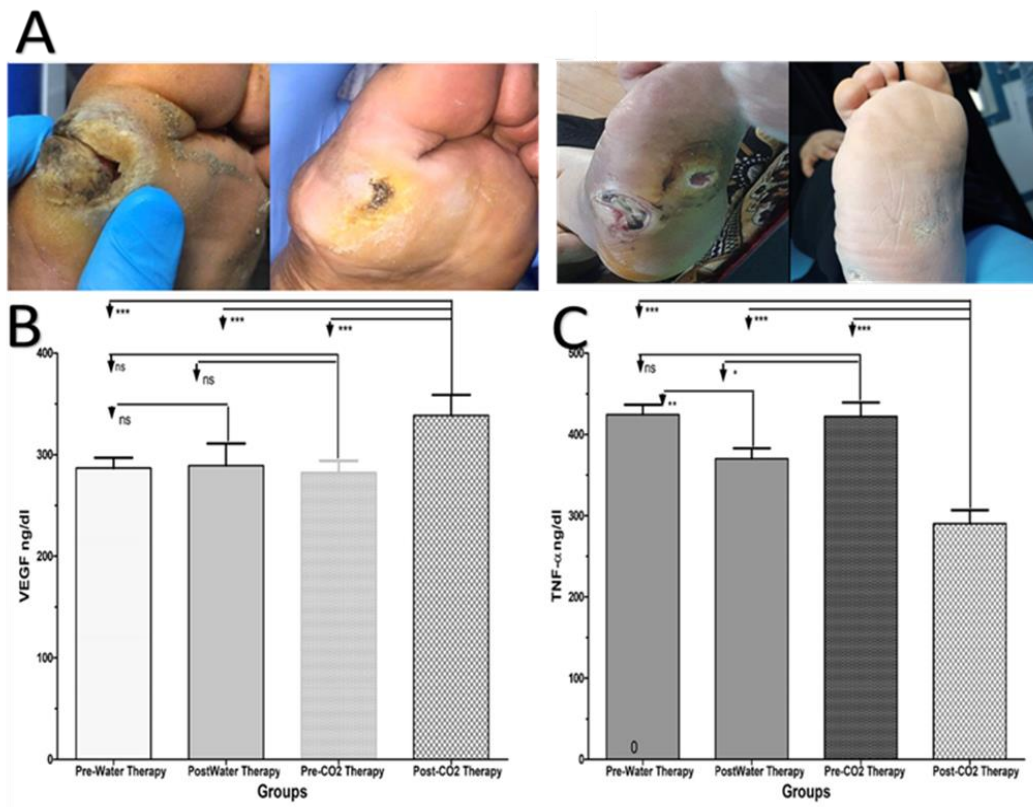 A
B
*** *** ***
ns ns
ns
400
300
200
100
0
VEGF ng/dl
Pre-Water Therapy PostWater Therapy Pre-CO2 Therapy Post-CO2 Therapy
Groups
C
*** *** ***
ns *
**
500
400
300
200
100
0
TNF-α ng/dl
0
Pre-Water Therapy PostWater Therapy Pre-CO2 Therapy Post-CO2 Therapy
Groups